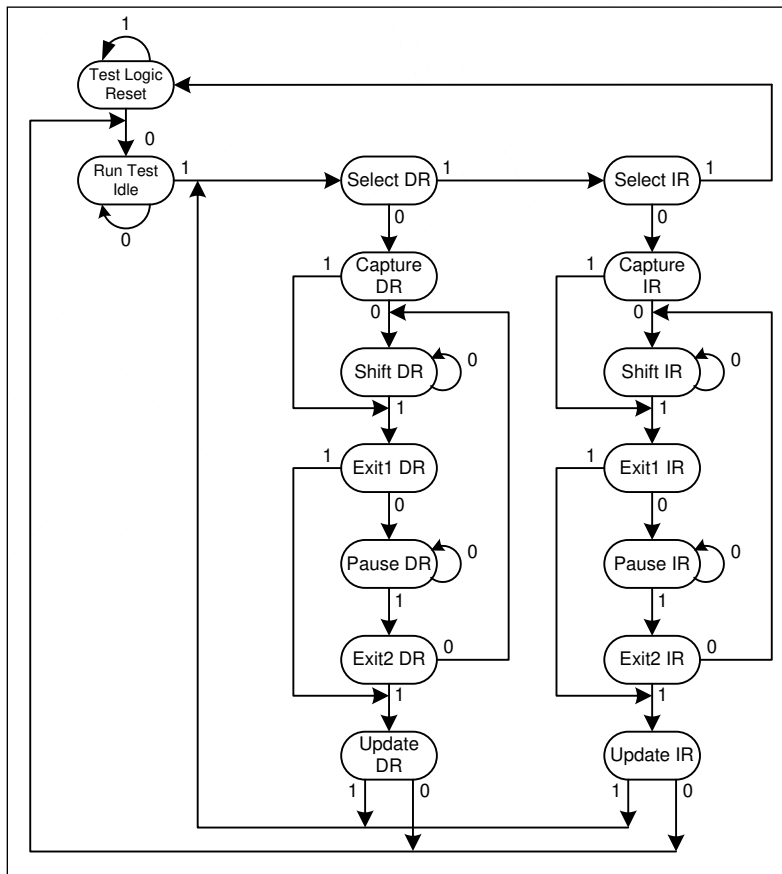 1
Test Logic
Reset
0
Run Test
Idle
1
0
Select DR
1
Select IR
1
0
0
1
Capture
DR
1
Capture
IR
0
0
Shift DR
0
Shift IR
0
1
1
1
Exit1 DR
1
Exit1 IR
0
0
Pause DR
0
Pause IR
0
1
1
Exit2 DR
0
Exit2 IR
0
1
1
Update
DR
Update IR
1
0
1
0